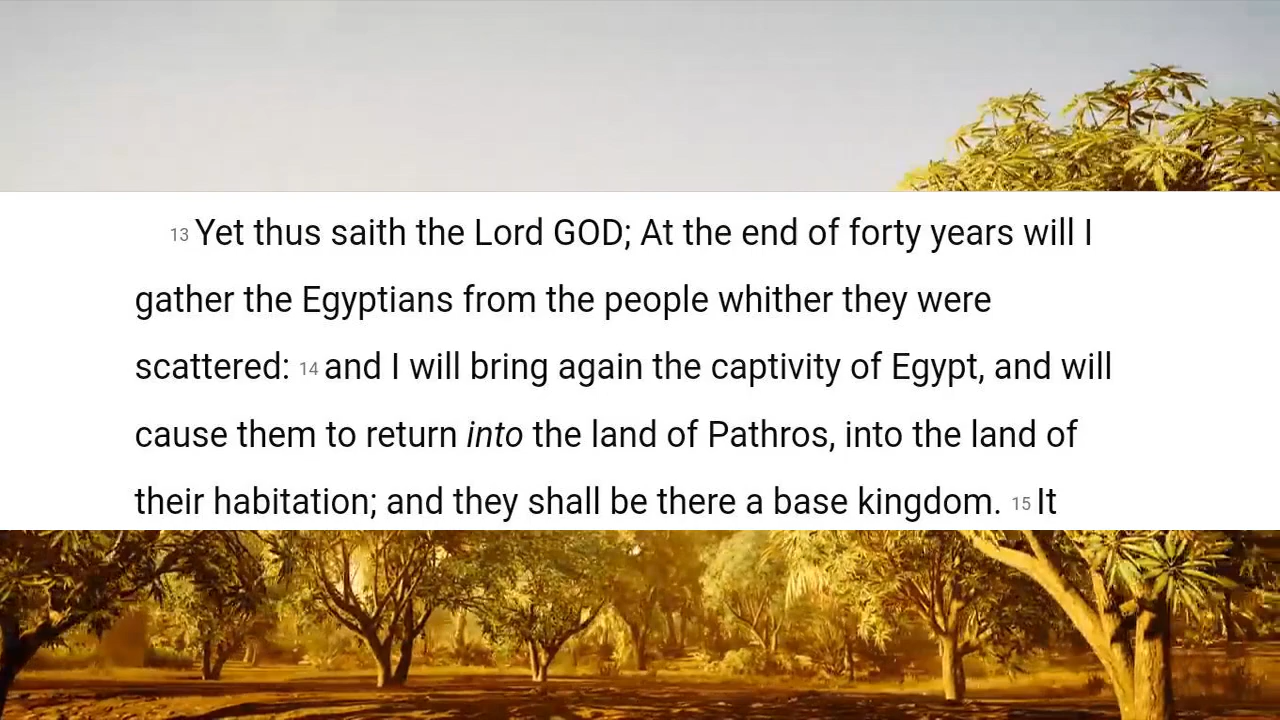 13 Yet thus saith the Lord GOD; At the end of forty years will I
gather the Egyptians from the people whither they were
scattered: 14 and I will bring again the captivity of Egypt, and will
cause them to return into the land of Pathros, into the land of
their habitation; and they shall be there a base kingdom. 15 It